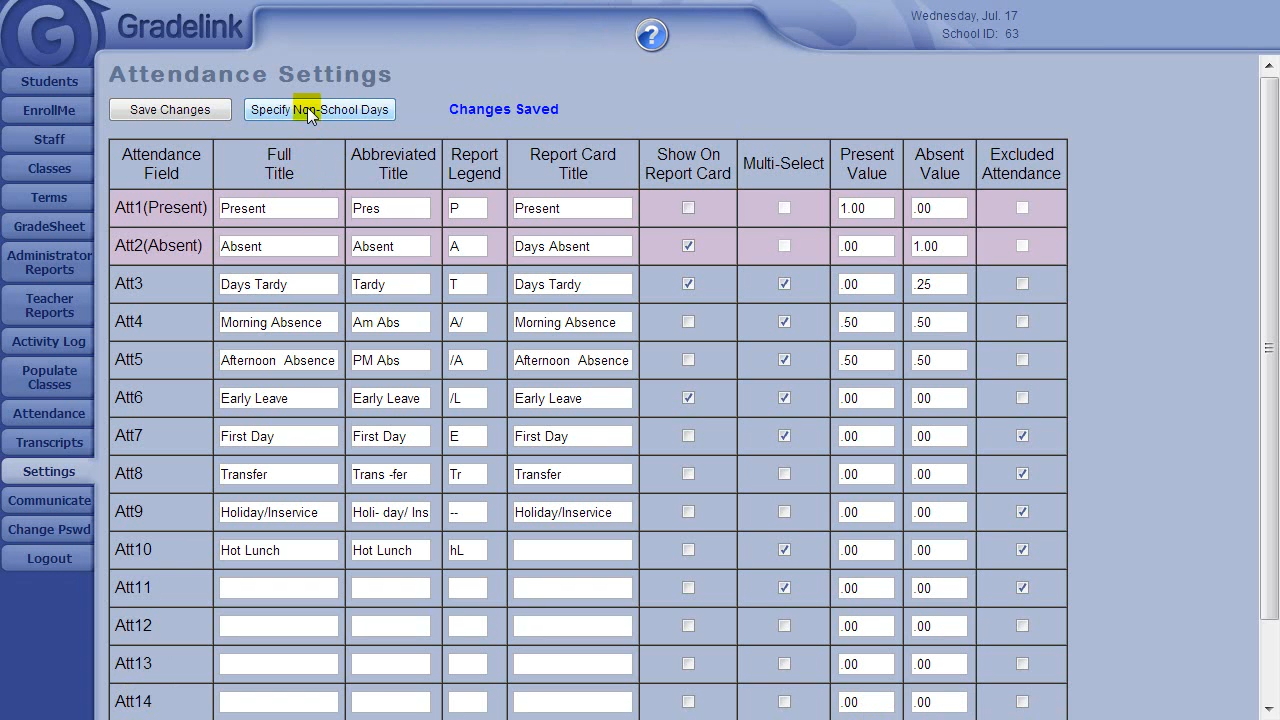 Gradelink
Wednesday, Jul. 17
School ID: 63
?
Students
EnrollMe
Staff
Classes
Terms
GradeSheet
Administrator
Reports
Teacher
Reports
Activity Log
Populate
Classes
Attendance
Transcripts
Settings
Communicate
Change Pswd
Logout
Attendance Settings
Save Changes Specify Non-School Days Changes Saved
Attendance Field Full Title Abbreviated Title Report Legend Report Card Title Show On Report Card Multi-Select Present Value Absent Value Excluded Attendance
Att1(Present) Present Pres P Present 1.00 .00
Att2(Absent) Absent Absent A Days Absent .00 1.00
Att3 Days Tardy Tardy T Days Tardy .00 .25
Att4 Morning Absence Am Abs A/ Morning Absence .50 .50
Att5 Afternoon Absence PM Abs /A Afternoon Absence .50 .50
Att6 Early Leave Early Leave /L Early Leave .00 .00
Att7 First Day First Day E First Day .00 .00
Att8 Transfer Trans -fer Tr Transfer .00 .00
Att9 Holiday/Inservice Holi- day/ Ins -- Holiday/Inservice .00 .00
Att10 Hot Lunch Hot Lunch hL .00 .00
Att11 .00 .00
Att12 .00 .00
Att13 .00 .00
Att14 .00 .00